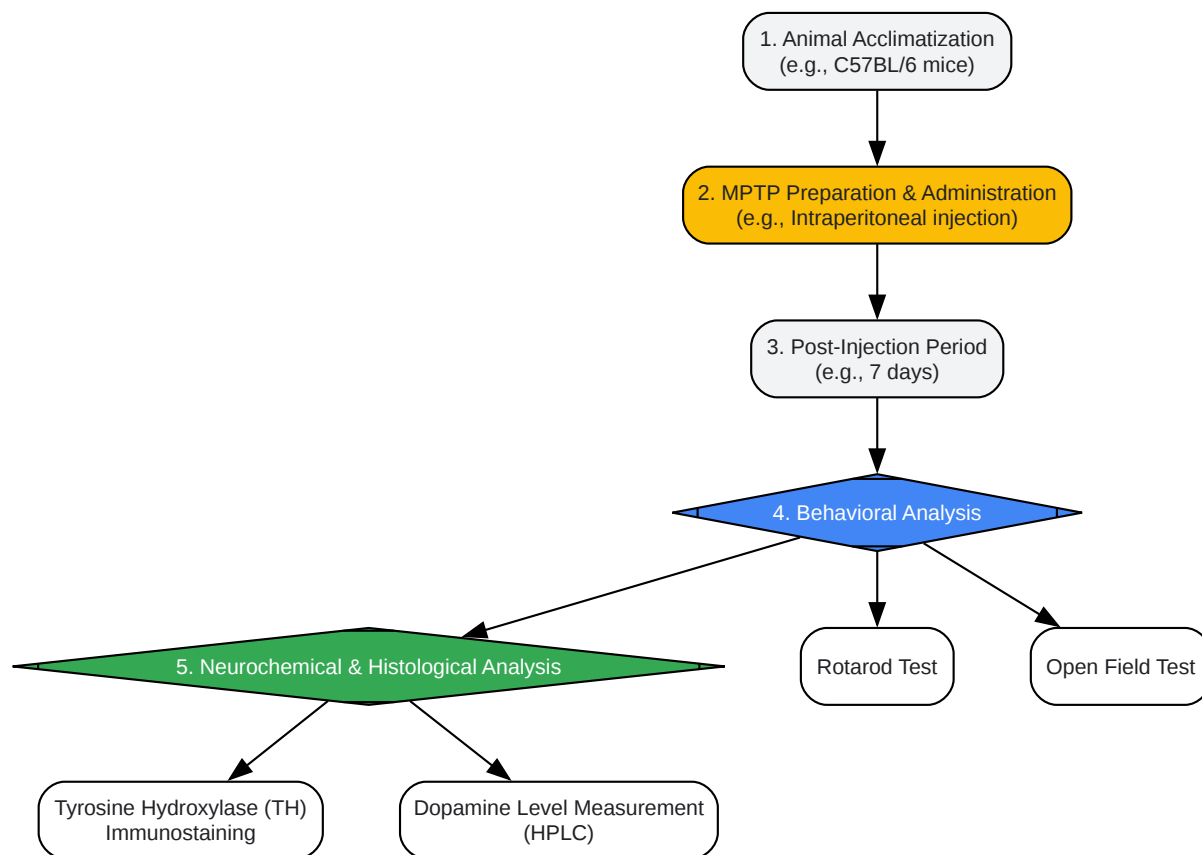 1. Animal Acclimatization
(e.g., C57BL/6 mice)
2. MPTP Preparation & Administration
(e.g., Intraperitoneal injection)
3. Post-Injection Period
(e.g., 7 days)
4. Behavioral Analysis
5. Neurochemical & Histological Analysis
Rotarod Test
Open Field Test
Tyrosine Hydroxylase (TH)
Immunostaining
Dopamine Level Measurement
(HPLC)